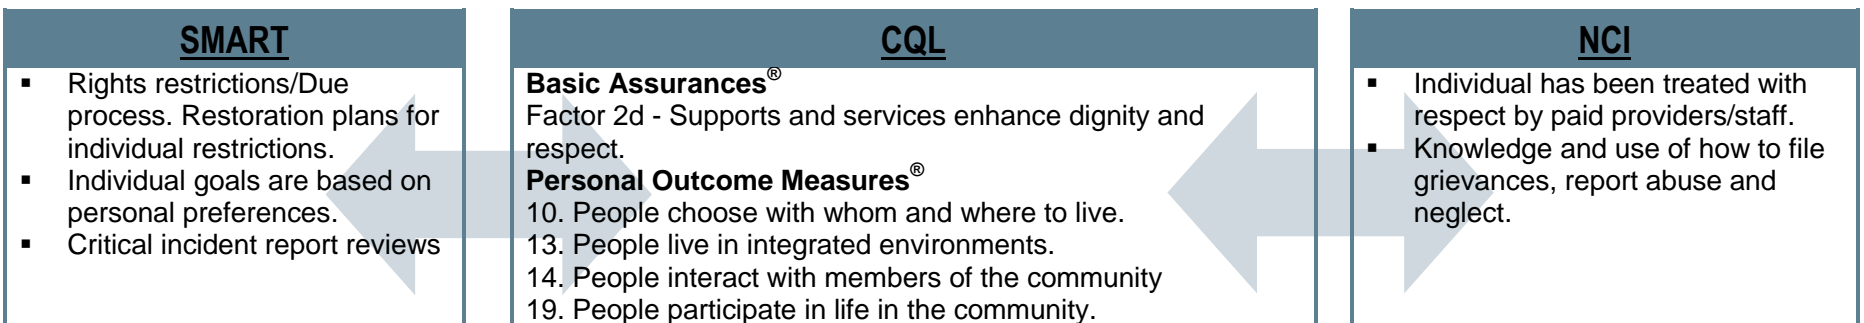 SMART
▪ Rights restrictions/Due
process. Restoration plans for
individual restrictions.
▪ Individual goals are based on
personal preferences.
▪ Critical incident report reviews
CQL
Basic Assurances®
Factor 2d - Supports and services enhance dignity and
respect.
Personal Outcome Measures®
10. People choose with whom and where to live.
13. People live in integrated environments.
14. People interact with members of the community
19. People participate in life in the community.
NCI
▪ Individual has been treated with
respect by paid providers/staff.
▪ Knowledge and use of how to file
grievances, report abuse and
neglect.